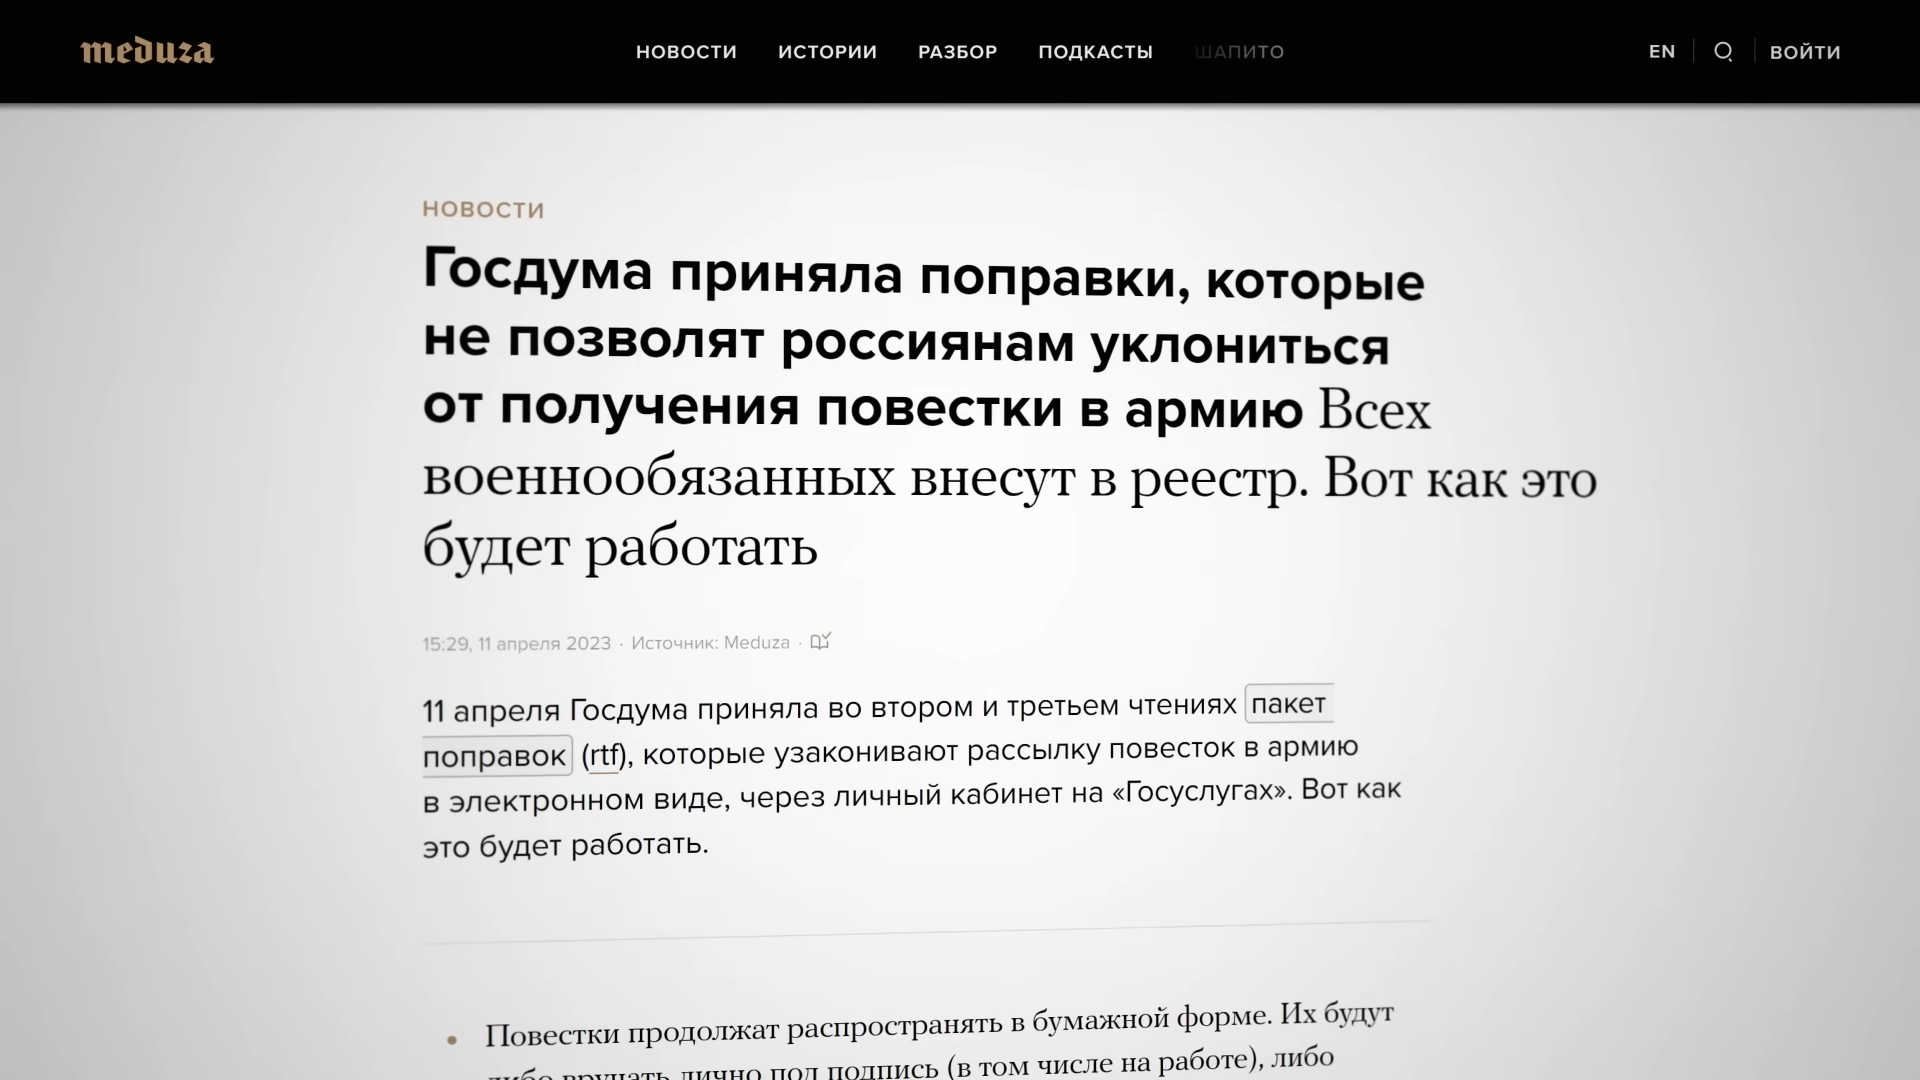 meduza
НОВОСТИ ИСТОРИИ РАЗБОР ПОДКАСТЫ ШАПИТО
EN ВОЙТИ
НОВОСТИ
Госдума приняла поправки, которые
не позволят россиянам уклониться
от получения повестки в армию Всех
военнообязанных внесут в реестр. Вот как это
будет работать
15:29, 11 апреля 2023 · Источник: Meduza ·
11 апреля Госдума приняла во втором и третьем чтениях пакет
поправок (rtf), которые узаконивают рассылку повесток в армию
в электронном виде, через личный кабинет на «Госуслугах». Вот как
это будет работать.
• Повестки продолжат распространять в бумажной форме. Их будут
либо вручать лично под подпись (в том числе на работе), либо